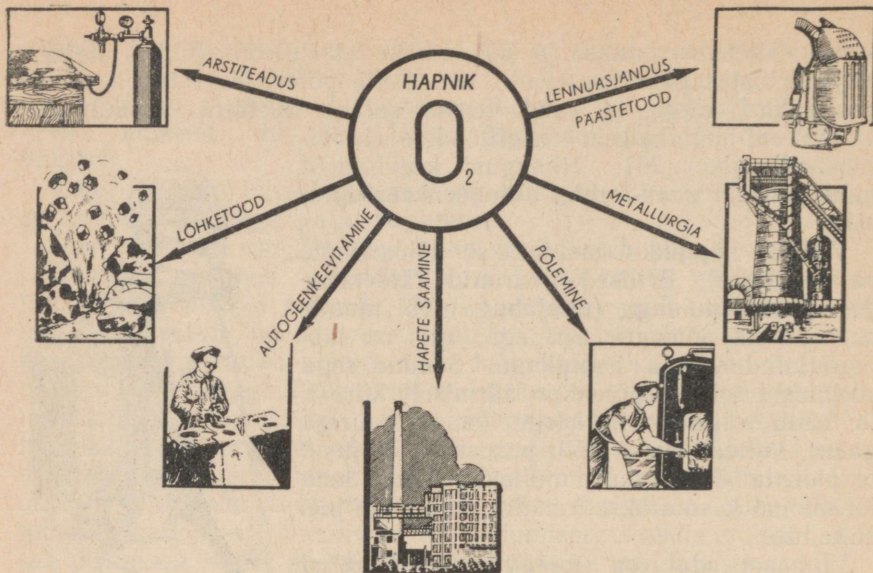 HAPNIK
O2
ARSTITEADUS
LENNUASJANDUS
PÄÄSTETÖÖD
LÕHKETÖÖD
METALLURGIA
AUTOGEENKEEVITAMINE
HAPETE SAAMINE
PÕLEMINE